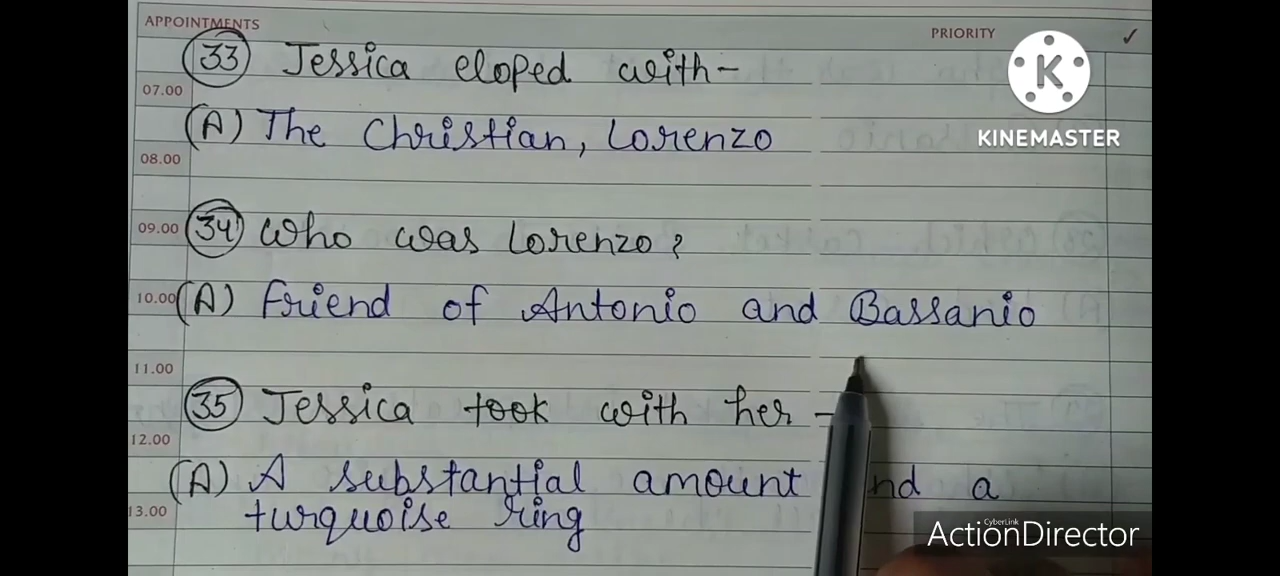 APPOINTMENTS
PRIORITY ✓
(33) Jessica eloped with-
07.00
(A) The Christian, Lorenzo
08.00
K
KINEMASTER
09.00 (34) Who was Lorenzo?
10.00 (A) Friend of Antonio and Bassanio
11.00
(35) Jessica took with her -
12.00
(A) A substantial amount nd a
13.00 turquoise ring
CyberLink
ActionDirector